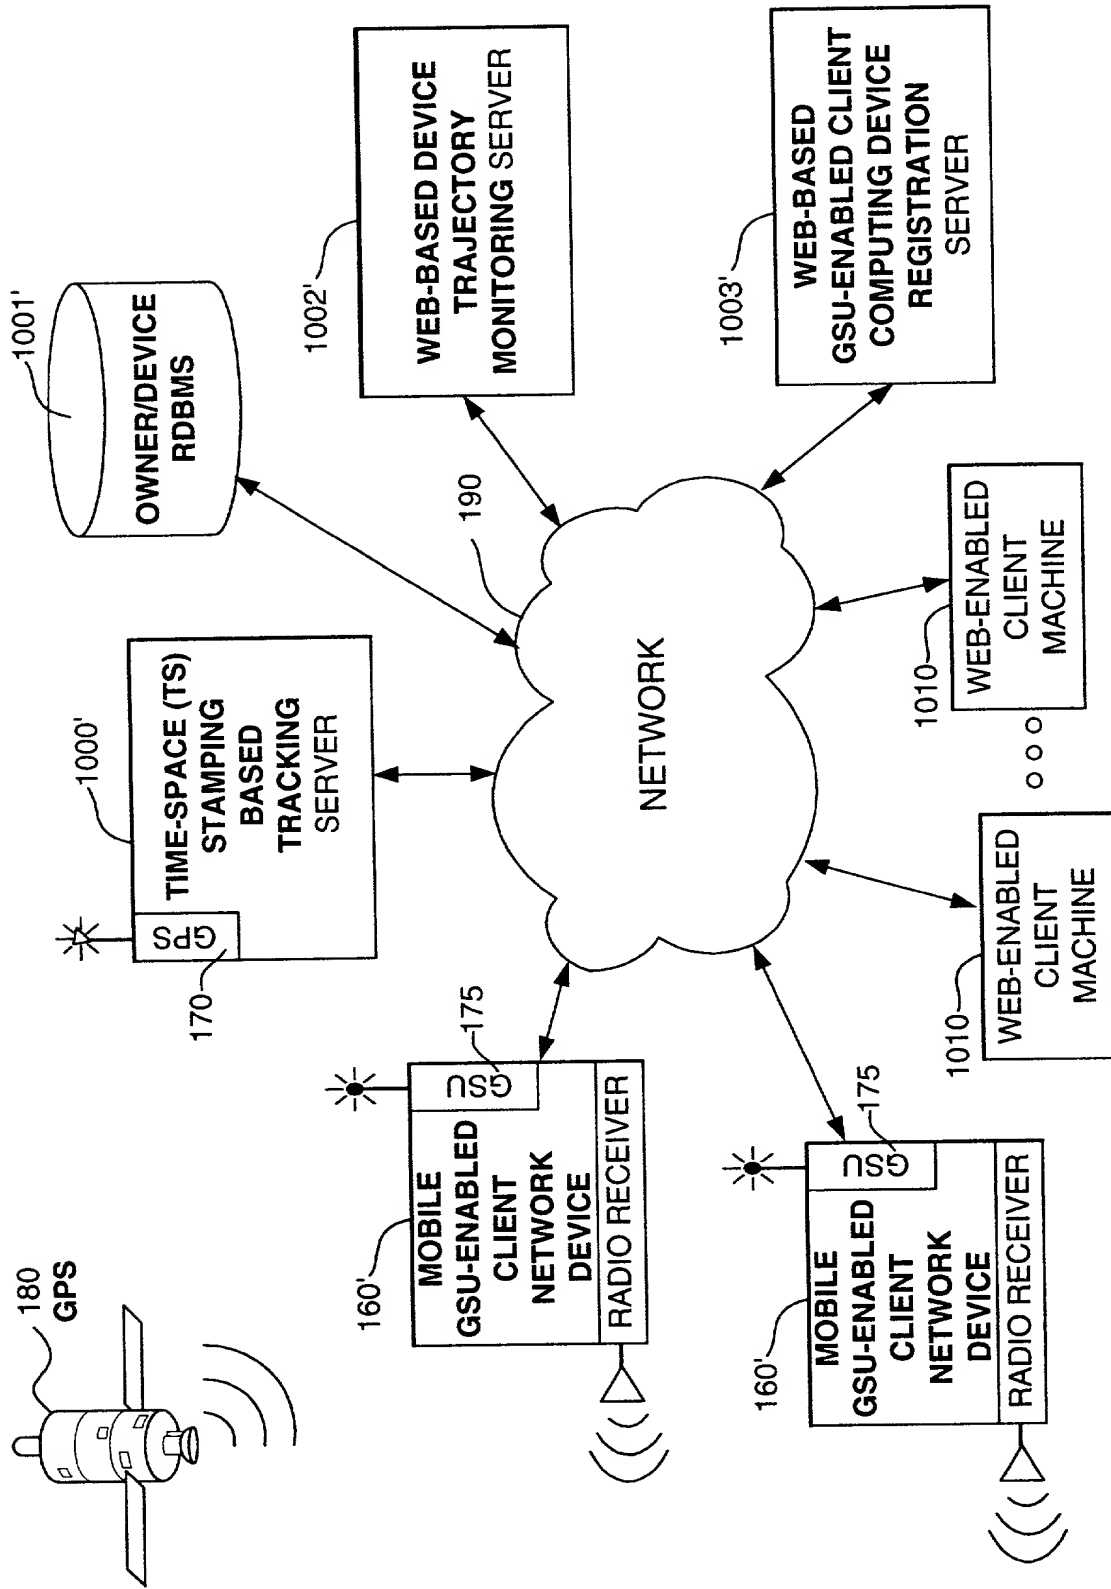 180
GPS
1000'
TIME-SPACE (TS)
STAMPING
BASED
TRACKING
SERVER
GPS
170
1001'
OWNER/DEVICE
RDBMS
1002'
WEB-BASED DEVICE
TRAJECTORY
MONITORING SERVER
160'
MOBILE
GSU-ENABLED
CLIENT
NETWORK
DEVICE
GSU
175
RADIO RECEIVER
190
NETWORK
1003'
WEB-BASED
GSU-ENABLED CLIENT
COMPUTING DEVICE
REGISTRATION
SERVER
160'
MOBILE
GSU-ENABLED
CLIENT
NETWORK
DEVICE
GSU
175
RADIO RECEIVER
1010
WEB-ENABLED
CLIENT
MACHINE
1010
WEB-ENABLED
CLIENT
MACHINE